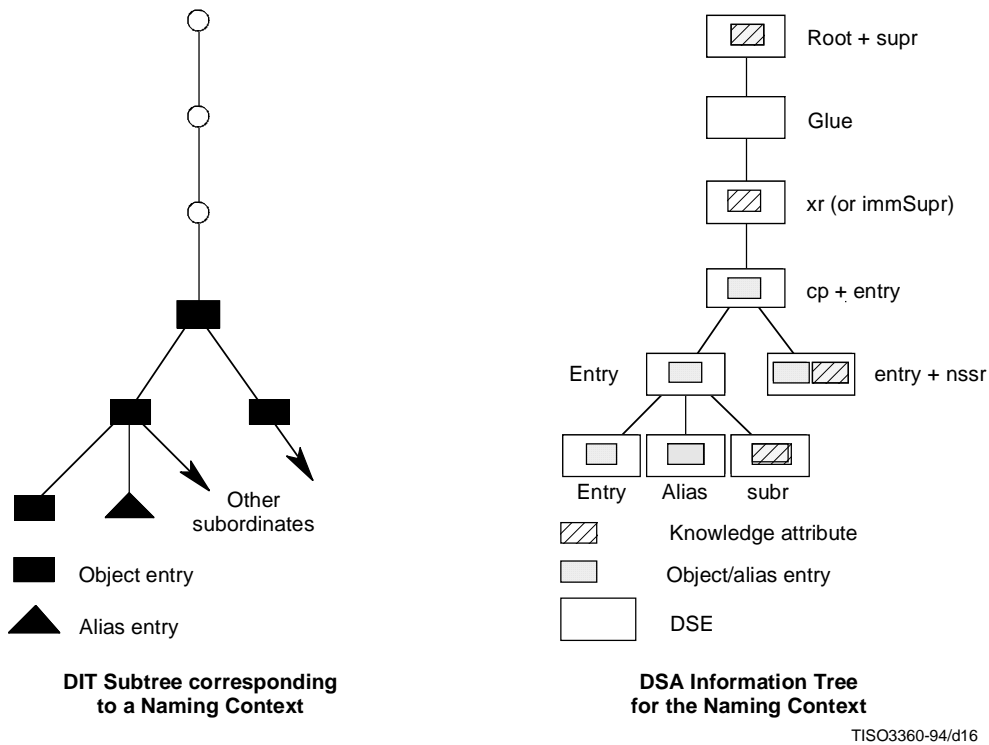 Root + supr
Glue
xr (or immSupr)
cp + entry
Entry
entry + nssr
Entry
Alias
subr
Other
subordinates
Object entry
Alias entry
DIT Subtree corresponding
to a Naming Context
Knowledge attribute
Object/alias entry
DSE
DSA Information Tree
for the Naming Context
TISO3360-94/d16